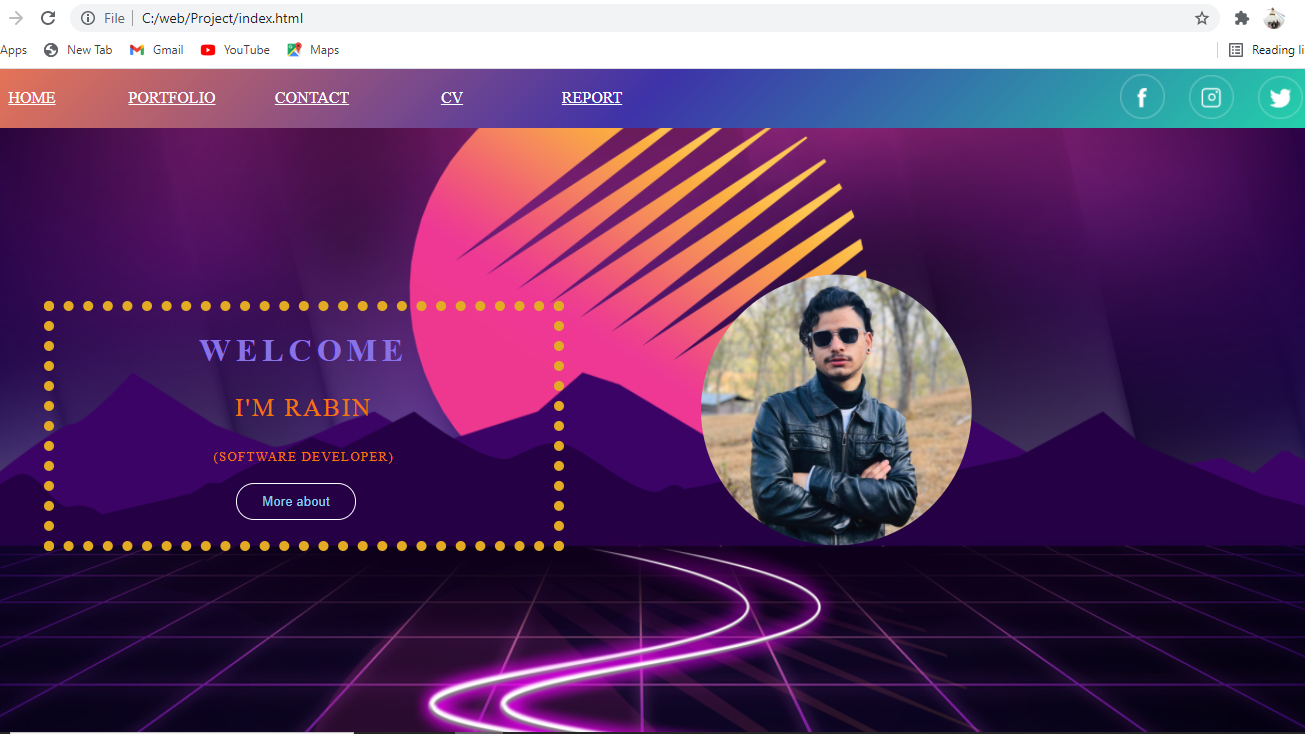 File C:/web/Project/index.html
Apps New Tab Gmail YouTube Maps Reading li
HOME PORTFOLIO CONTACT CV REPORT
WELCOME
I'M RABIN
(SOFTWARE DEVELOPER)
More about